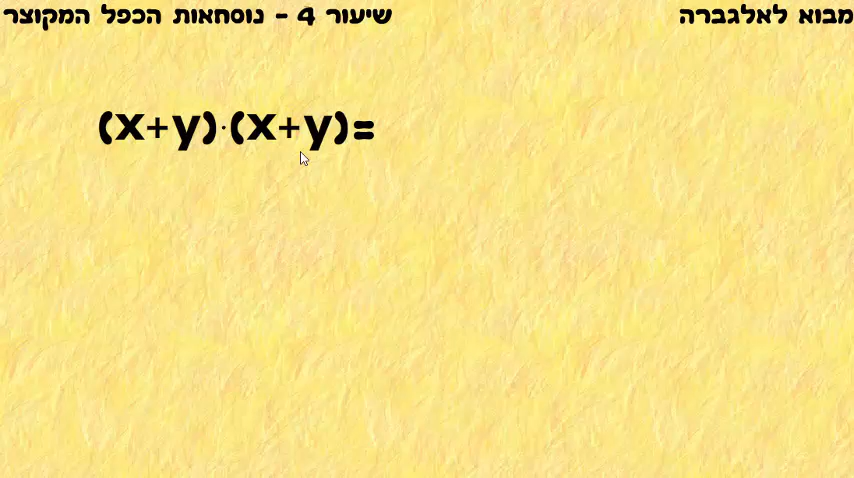 מבוא לאלגברה
שיעור 4 - נוסחאות הכפל המקוצר
(x+y)·(x+y)=